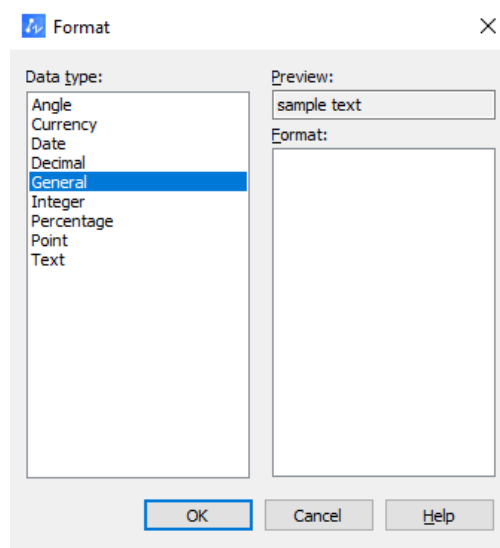 Format
Data type:
Angle
Currency
Date
Decimal
General
Integer
Percentage
Point
Text
Preview:
sample text
Format:
OK
Cancel
Help